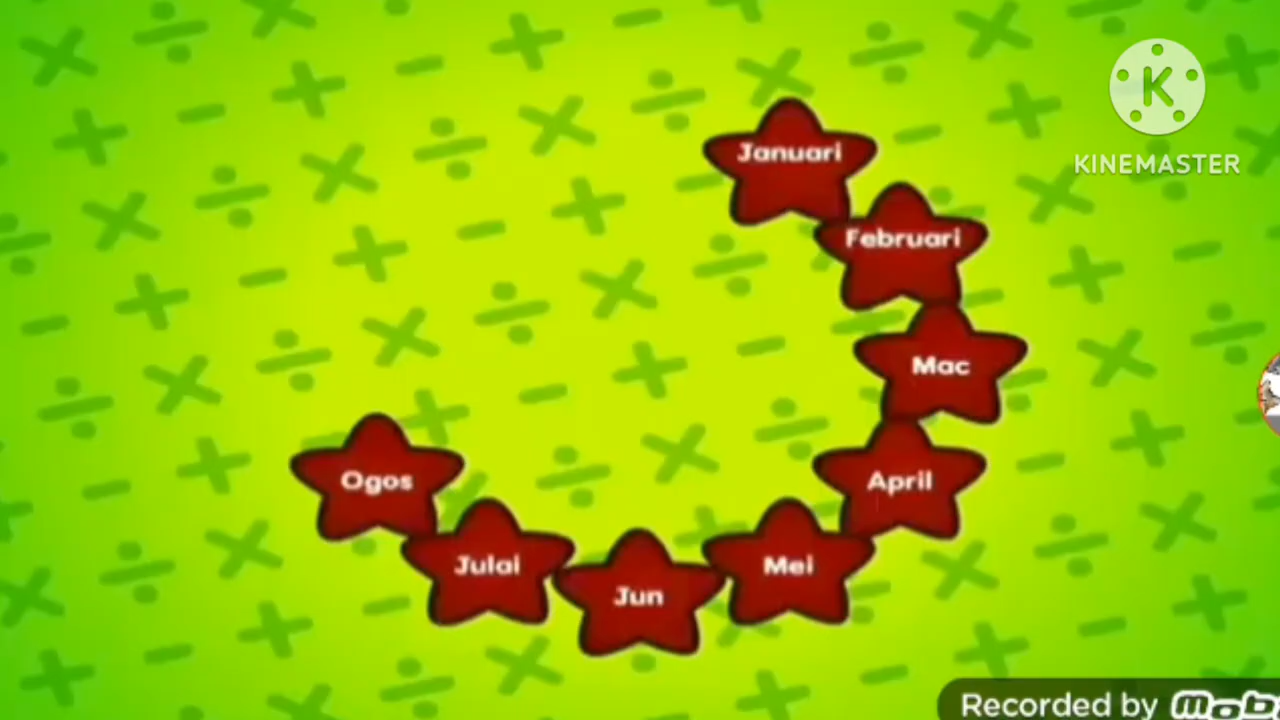 Januari
Februari
Mac
April
Mei
Jun
Julai
Ogos
K
KINEMASTER
Recorded by